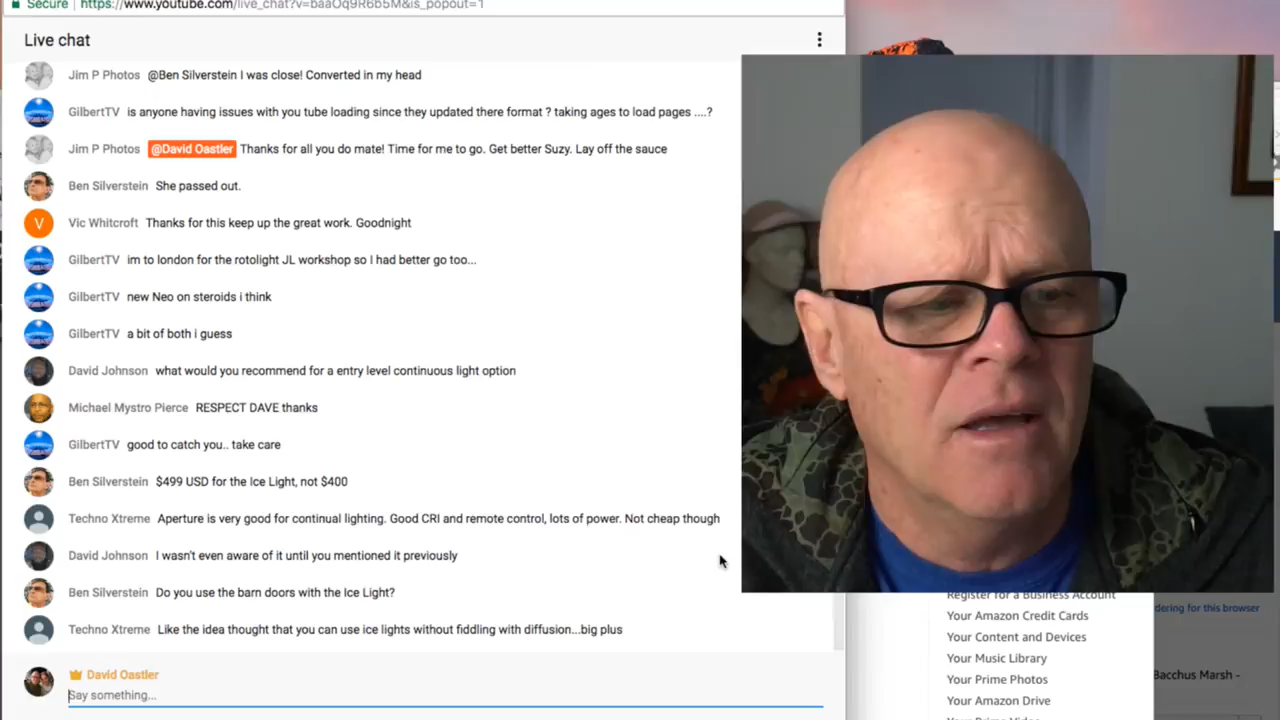 Secure https://www.youtube.com/live_chat?v=baaOq9R6b5M&is_popout=1
Live chat
Jim P Photos @Ben Silverstein I was close! Converted in my head
GilbertTV is anyone having issues with you tube loading since they updated there format ? taking ages to load pages ....?
Jim P Photos @David Oastler Thanks for all you do mate! Time for me to go. Get better Suzy. Lay off the sauce
Ben Silverstein She passed out.
V Vic Whitcroft Thanks for this keep up the great work. Goodnight
GilbertTV im to london for the rotolight JL workshop so I had better go too...
GilbertTV new Neo on steroids i think
GilbertTV a bit of both i guess
David Johnson what would you recommend for a entry level continuous light option
Michael Mystro Pierce RESPECT DAVE thanks
GilbertTV good to catch you.. take care
Ben Silverstein $499 USD for the Ice Light, not $400
Techno Xtreme Aperture is very good for continual lighting. Good CRI and remote control, lots of power. Not cheap though
David Johnson I wasn't even aware of it until you mentioned it previously
Ben Silverstein Do you use the barn doors with the Ice Light?
Techno Xtreme Like the idea thought that you can use ice lights without fiddling with diffusion...big plus
David Oastler
Say something...
Register for a Business Account
Your Amazon Credit Cards
Your Content and Devices
Your Music Library
Your Prime Photos
Your Amazon Drive
dering for this browser
Bacchus Marsh -